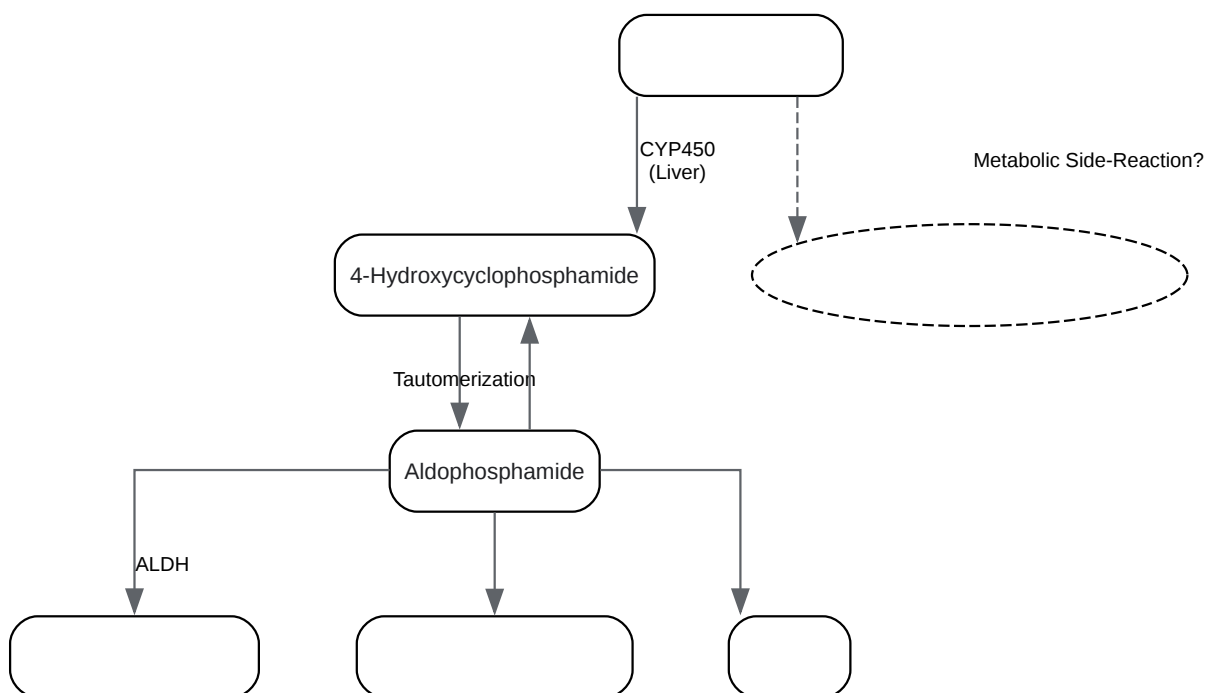 CYP450
(Liver)
Metabolic Side-Reaction?
4-Hydroxycyclophosphamide
Tautomerization
Aldophosphamide
ALDH